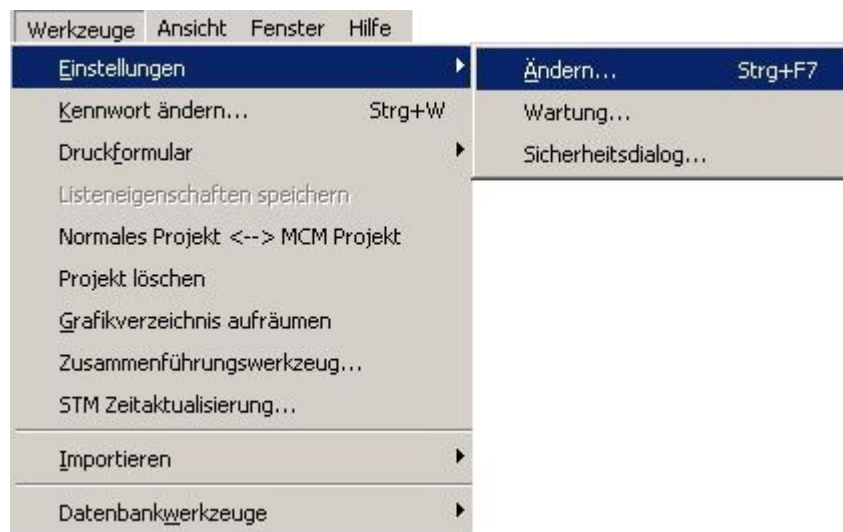 Werkzeuge Ansicht Fenster Hilfe
Einstellungen
Ändern... Strg+F7
Kennwort ändern... Strg+W
Wartung...
Druckformular
Sicherheitsdialog...
Listeneigenschaften speichern
Normales Projekt <--> MCM Projekt
Projekt löschen
Grafikverzeichnis aufräumen
Zusammenführungswerkzeug...
STM Zeitaktualisierung...
Importieren
Datenbankwerkzeuge